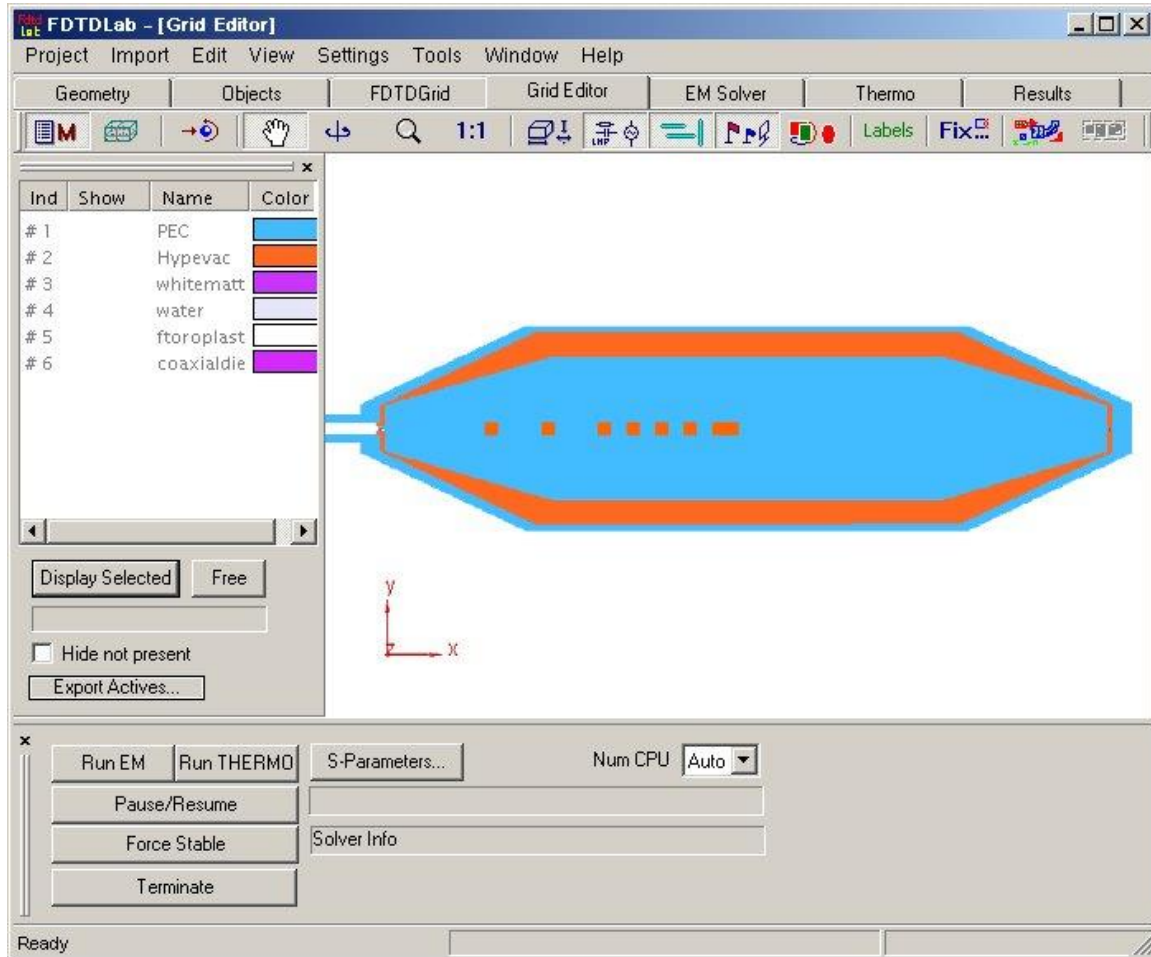 Fdtd Lab FDTDLab - [Grid Editor]
Project Import Edit View Settings Tools Window Help
Geometry Objects FDTDGrid Grid Editor EM Solver Thermo Results
M 1:1 LMP Labels Fix
Ind Show Name Color
# 1 PEC
# 2 Hypevac
# 3 whitematt
# 4 water
# 5 ftoroplast
# 6 coaxialdie
Display Selected Free
Hide not present
Export Actives...
y
z x
Run EM Run THERMO S-Parameters... Num CPU Auto
Pause/Resume
Force Stable Solver Info
Terminate
Ready